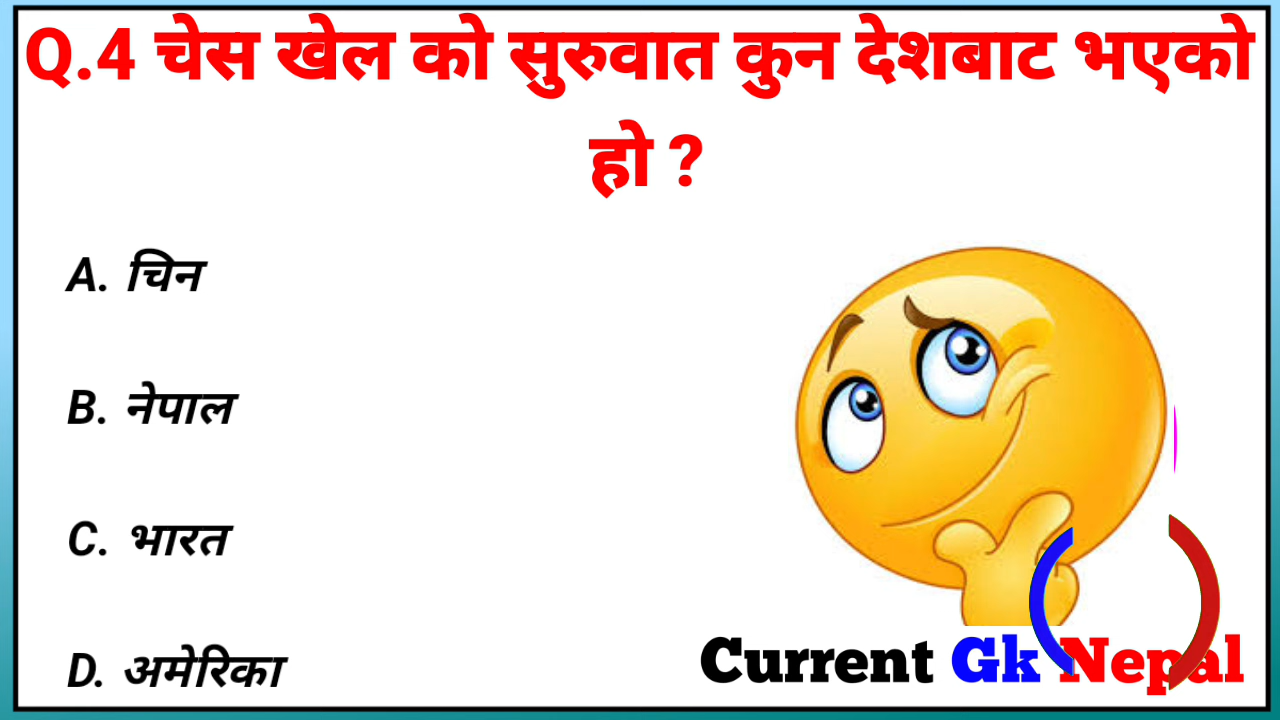 Q.4 चेस खेल को सुरुवात कुन देशबाट भएको
हो ?
A. चिन
B. नेपाल
C. भारत
D. अमेरिका
Current Gk Nepal